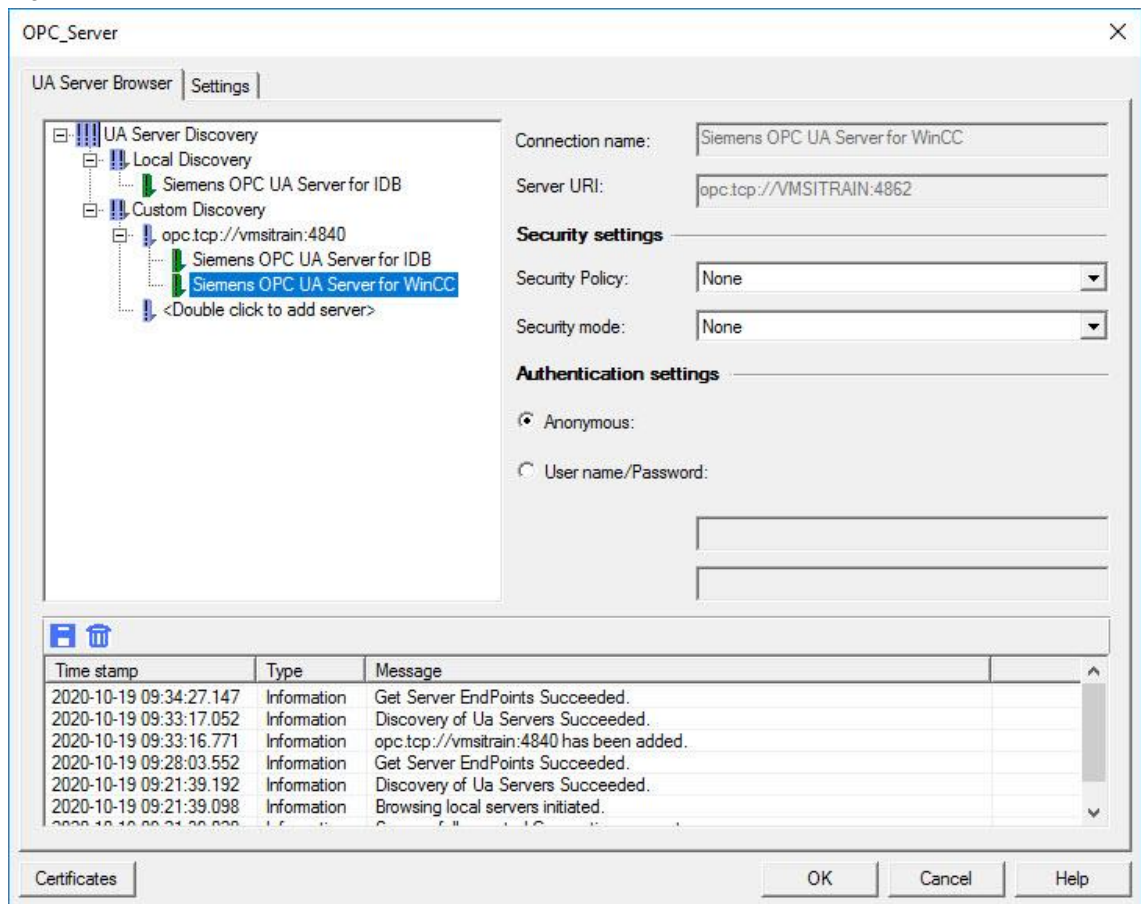 OPC_Server
UA Server Browser
Settings
UA Server Discovery
Local Discovery
Siemens OPC UA Server for IDB
Custom Discovery
opc.tcp://vmsitrain:4840
Siemens OPC UA Server for IDB
Siemens OPC UA Server for WinCC
<Double click to add server>
Connection name: Siemens OPC UA Server for WinCC
Server URI: opc.tcp://VMSITRAIN:4862
Security settings
Security Policy: None
Security mode: None
Authentication settings
Anonymous:
User name/Password:
Time stamp Type Message
2020-10-19 09:34:27.147 Information Get Server EndPoints Succeeded.
2020-10-19 09:33:17.052 Information Discovery of Ua Servers Succeeded.
2020-10-19 09:33:16.771 Information opc.tcp://vmsitrain:4840 has been added.
2020-10-19 09:28:03.552 Information Get Server EndPoints Succeeded.
2020-10-19 09:21:39.192 Information Discovery of Ua Servers Succeeded.
2020-10-19 09:21:39.098 Information Browsing local servers initiated.
Certificates
OK Cancel Help